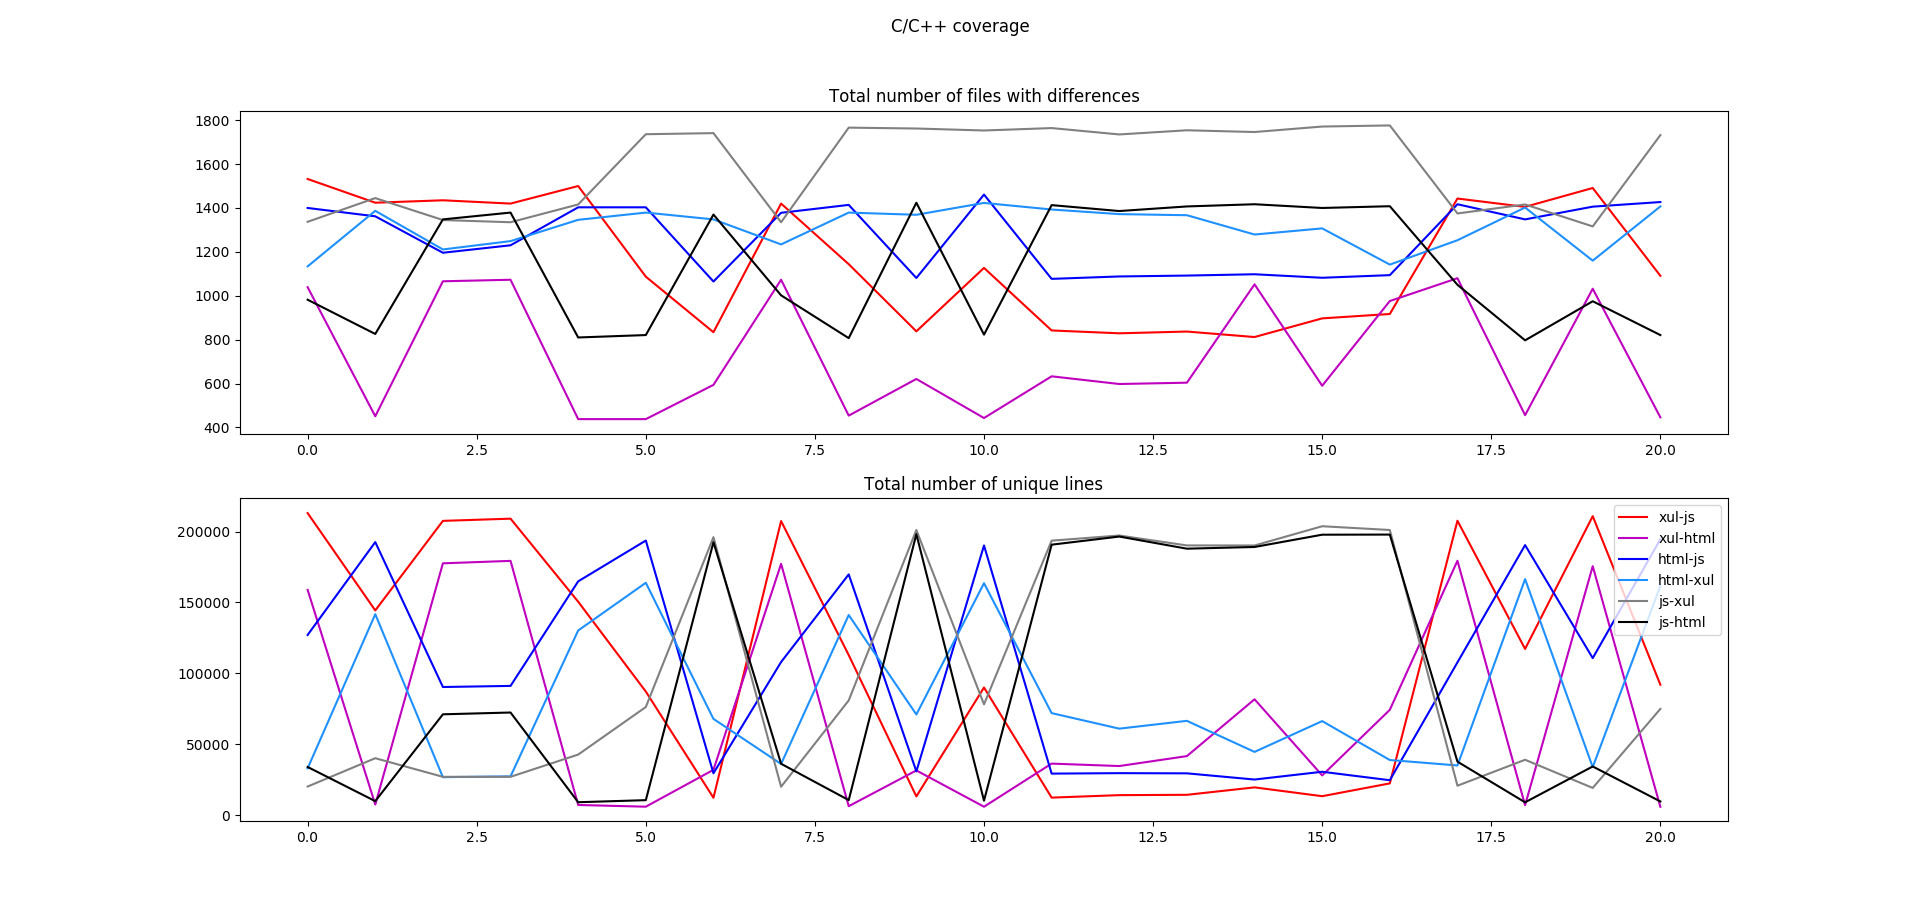 C/C++ coverage
Total number of files with differences
1800
1600
1400
1200
1000
800
600
400
0.0 2.5 5.0 7.5 10.0 12.5 15.0 17.5 20.0
Total number of unique lines
200000
150000
100000
50000
0
xul-js
xul-html
html-js
html-xul
js-xul
js-html
0.0 2.5 5.0 7.5 10.0 12.5 15.0 17.5 20.0